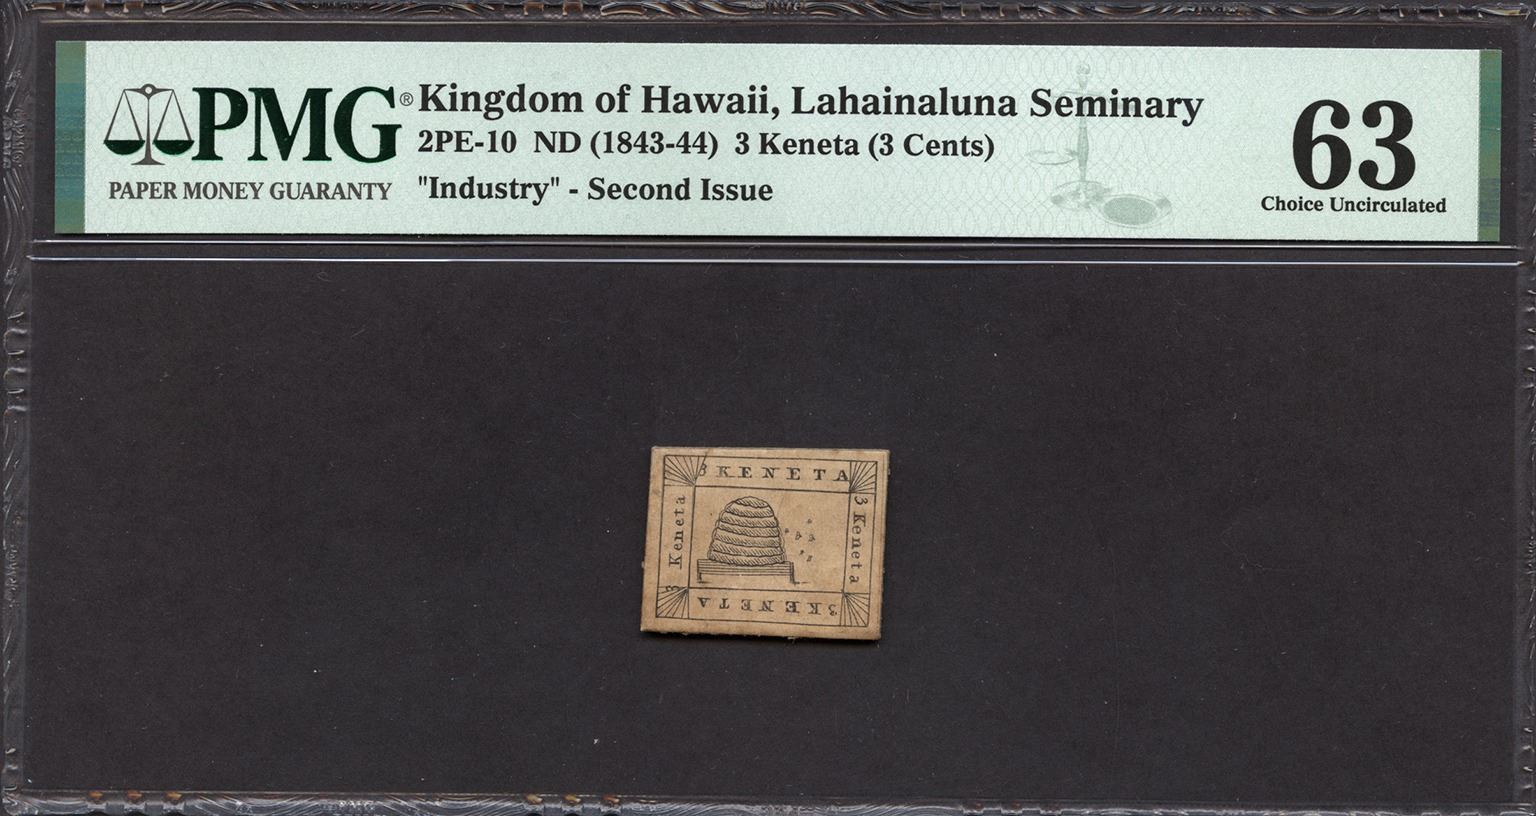 PMG®
PAPER MONEY GUARANTY
Kingdom of Hawaii, Lahainaluna Seminary
2PE-10 ND (1843-44) 3 Keneta (3 Cents)
"Industry" - Second Issue
63
Choice Uncirculated
3 KENETA
3 Keneta
3 Keneta
3 KENETA